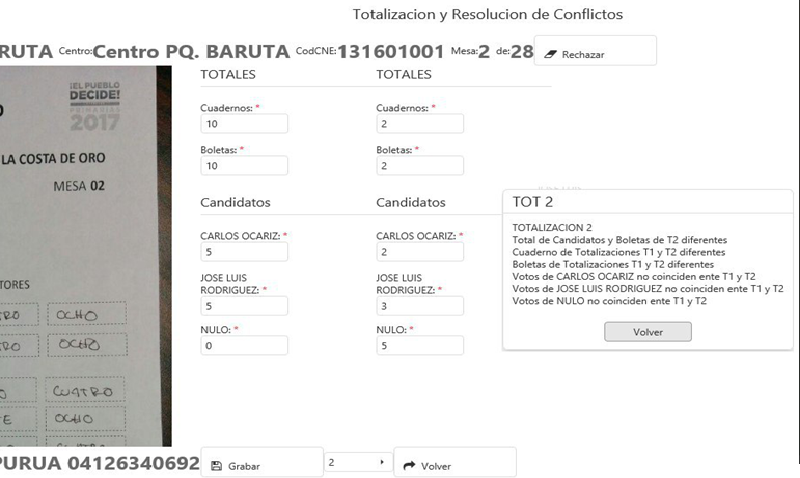 Totalizacion y Resolucion de Conflictos
RUTA Centro:Centro PQ. BARUTA CodCNE:131601001 Mesa:2 de:28 Rechazar
¡EL PUEBLO
DECIDE!
PRIMARIAS
2017
LA COSTA DE ORO
MESA 02
TORES
OCHO
OCHO
CUATRO
OCHO
TOTALES TOTALES
Cuadernos: * Cuadernos: *
10 2
Boletas: * Boletas: *
10 2
Candidatos Candidatos
CARLOS OCARIZ: * CARLOS OCARIZ: *
5 2
JOSE LUIS JOSE LUIS
RODRIGUEZ: * RODRIGUEZ: *
5 3
NULO: * NULO: *
0 5
TOT 2
TOTALIZACION 2
Total de Candidatos y Boletas de T2 diferentes
Cuaderno de Totalizaciones T1 y T2 diferentes
Boletas de Totalizaciones T1 y T2 diferentes
Votos de CARLOS OCARIZ no coinciden ente T1 y T2
Votos de JOSE LUIS RODRIGUEZ no coinciden ente T1 y T2
Votos de NULO no coinciden ente T1 y T2
Volver
PURUA 04126340692 Grabar 2 Volver